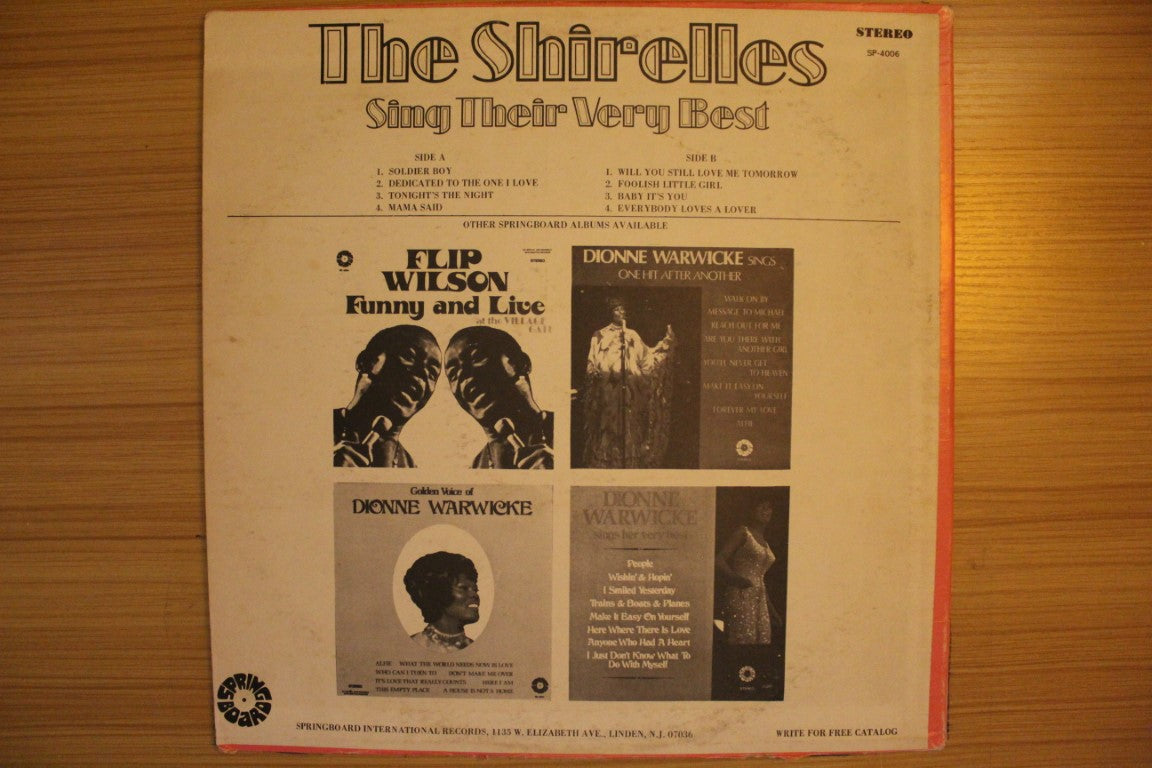 The Shirelles
STEREO
SP-4006
Sing Their Very Best
SIDE A
1. SOLDIER BOY
2. DEDICATED TO THE ONE I LOVE
3. TONIGHT'S THE NIGHT
4. MAMA SAID
SIDE B
1. WILL YOU STILL LOVE ME TOMORROW
2. FOOLISH LITTLE GIRL
3. BABY IT'S YOU
4. EVERYBODY LOVES A LOVER
OTHER SPRINGBOARD ALBUMS AVAILABLE
FLIP
WILSON
Funny and Live
at the VILLAGE
GATE
STEREO
DIONNE WARWICKE SINGS
ONE HIT AFTER ANOTHER
WALK ON BY
MESSAGE TO MICHAEL
REACH OUT FOR ME
ARE YOU THERE WITH
ANOTHER GIRL
YOU'LL NEVER GET
TO HEAVEN
MAKE IT EASY ON
YOURSELF
FOREVER MY LOVE
ALFIE
Golden Voice of
DIONNE WARWICKE
ALFIE WHAT THE WORLD NEEDS NOW IS LOVE
WHO CAN I TURN TO DON'T MAKE ME OVER
IT'S LOVE THAT REALLY COUNTS HERE I AM
THIS EMPTY PLACE A HOUSE IS NOT A HOME
DIONNE
WARWICKE
sings her very best
People
Wishin' & Hopin'
I Smiled Yesterday
Trains & Boats & Planes
Make It Easy On Yourself
Here Where There Is Love
Anyone Who Had A Heart
I Just Don't Know What To
Do With Myself
SPRING
BOARD
SPRINGBOARD INTERNATIONAL RECORDS, 1135 W. ELIZABETH AVE., LINDEN, N.J. 07036
WRITE FOR FREE CATALOG